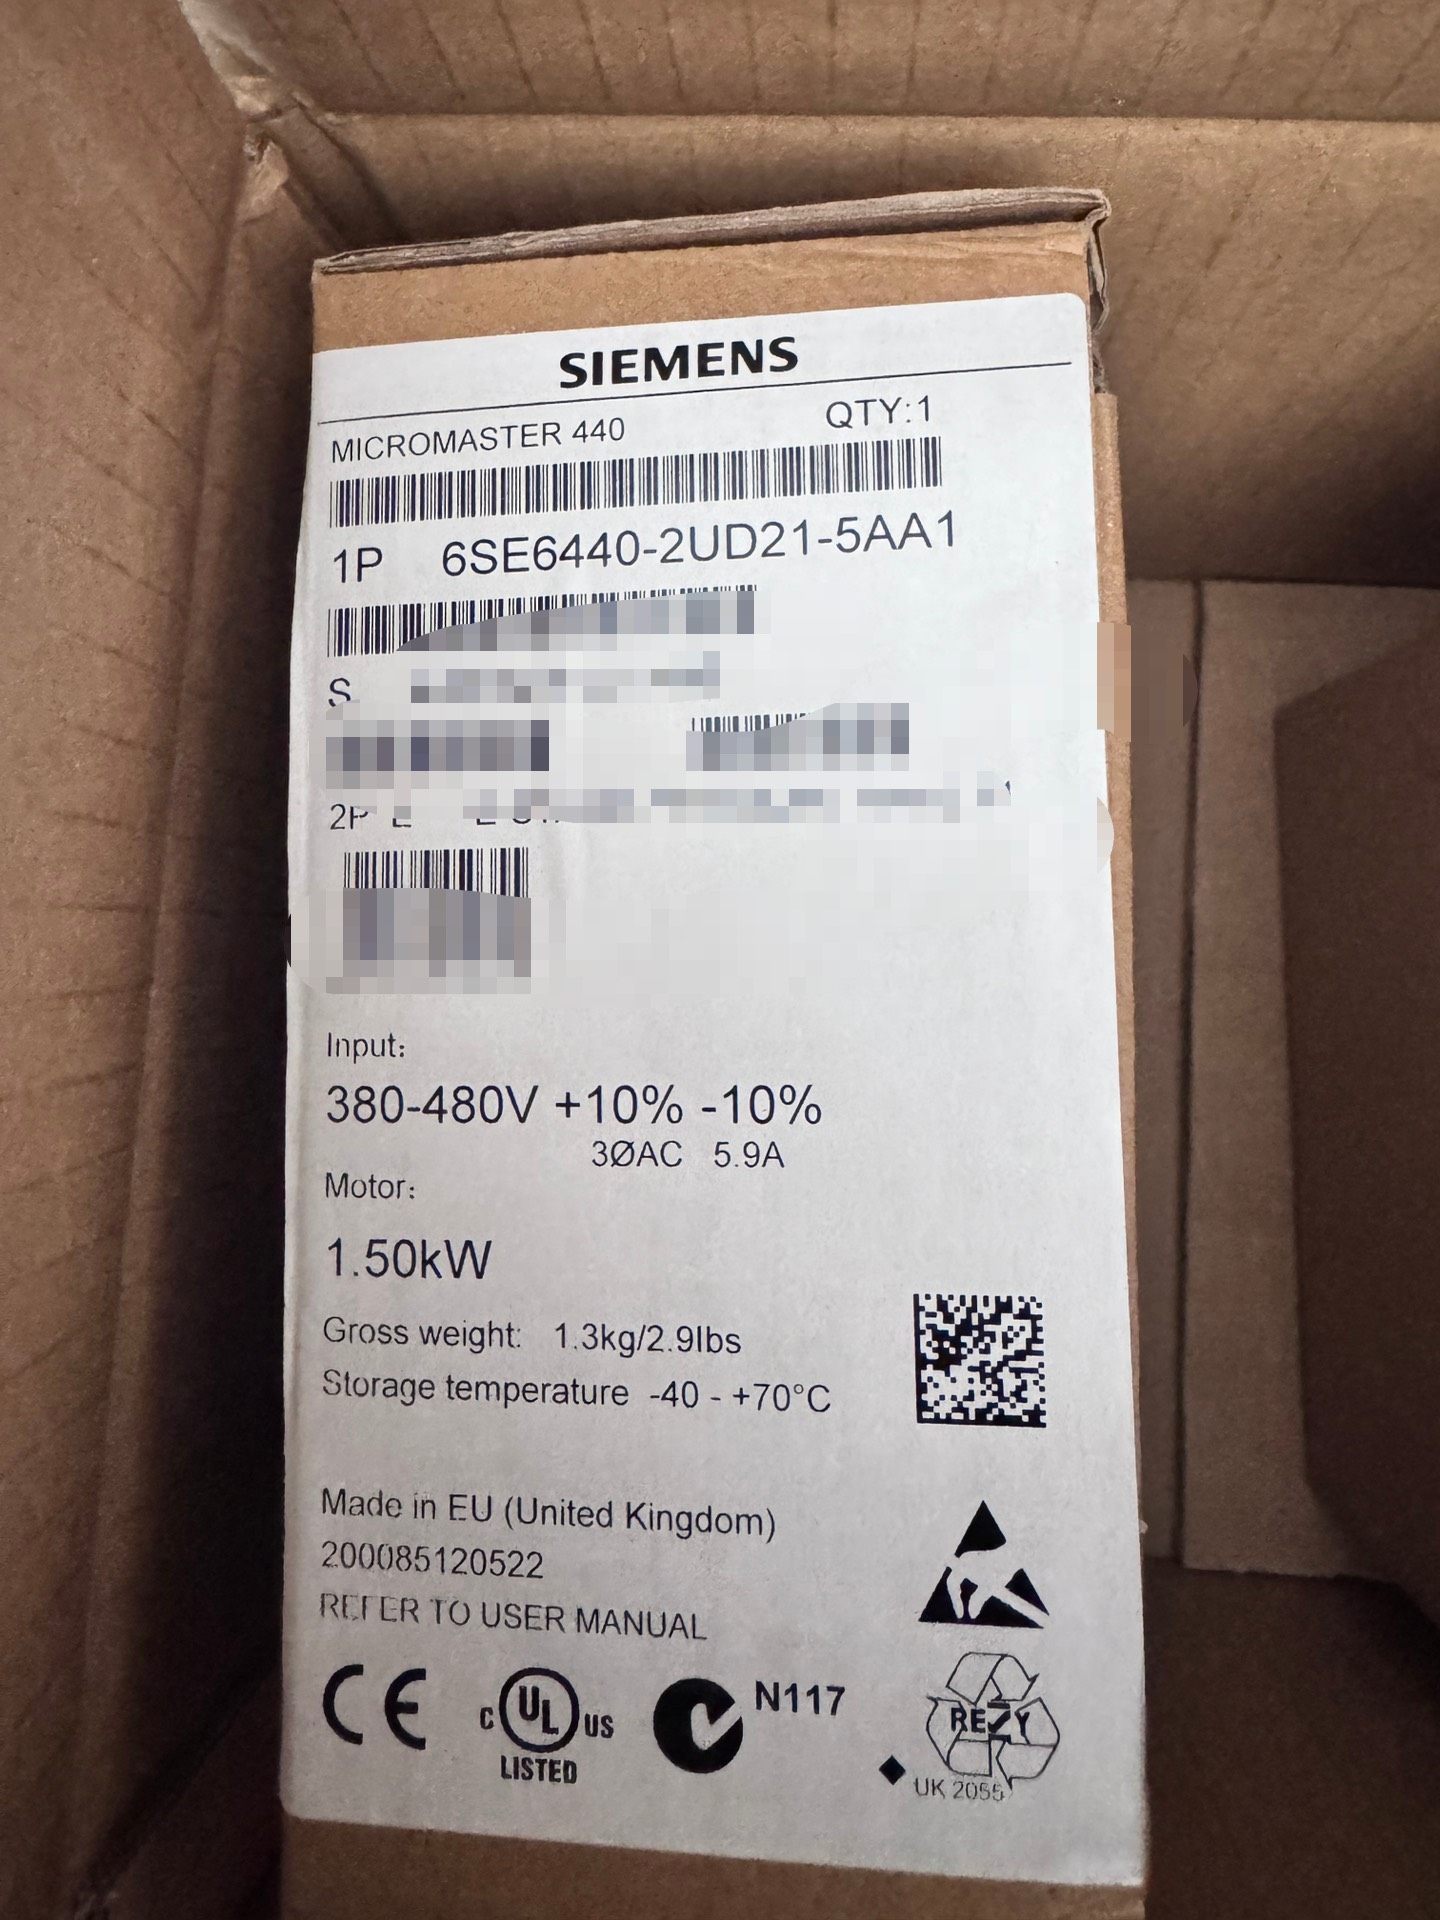 SIEMENS
MICROMASTER 440 QTY:1
1P 6SE6440-2UD21-5AA1
S
2P
Input:
380-480V +10% -10%
3ØAC 5.9A
Motor:
1.50kW
Gross weight: 1.3kg/2.9lbs
Storage temperature -40 - +70°C
Made in EU (United Kingdom)
200085120522
REFER TO USER MANUAL
CE
C UL US
LISTED
N117
RESY
UK 2055